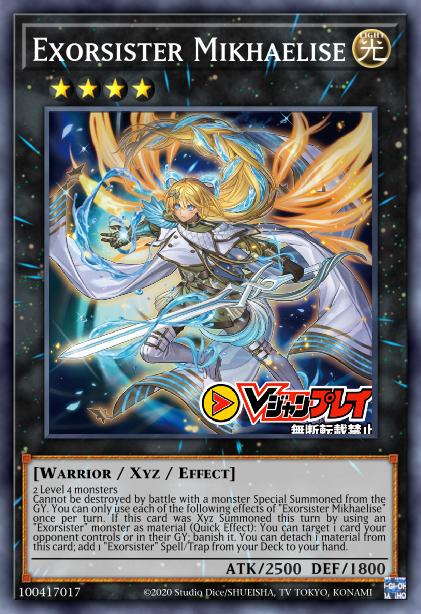 EXORSISTER MIKHAELISE
LIGHT
光
Vジャンプレイ
無断転載禁止
[WARRIOR / XYZ / EFFECT]
2 Level 4 monsters
Cannot be destroyed by battle with a monster Special Summoned from the
GY. You can only use each of the following effects of "Exorsister Mikhaelise"
once per turn. If this card was Xyz Summoned this turn by using an
"Exorsister" monster as material (Quick Effect): You can target 1 card your
opponent controls or in their GY; banish it. You can detach 1 material from
this card; add 1 "Exorsister" Spell/Trap from your Deck to your hand.
ATK/2500 DEF/1800
100417017
©2020 Studio Dice/SHUEISHA, TV TOKYO, KONAMI